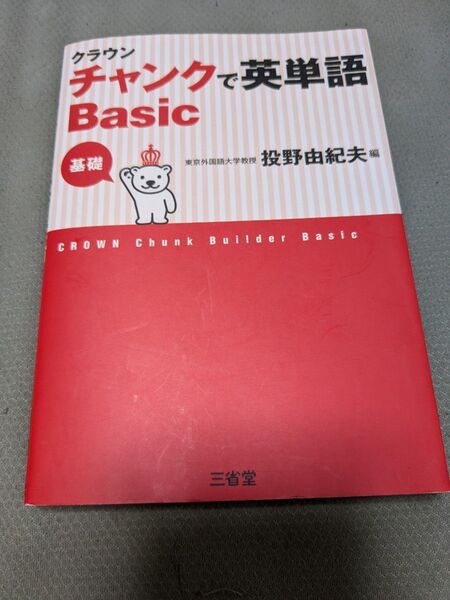 クラウン
チャンクで英単語
Basic
基礎
東京外国語大学教授 投野由紀夫 編
CROWN Chunk Builder Basic
三省堂